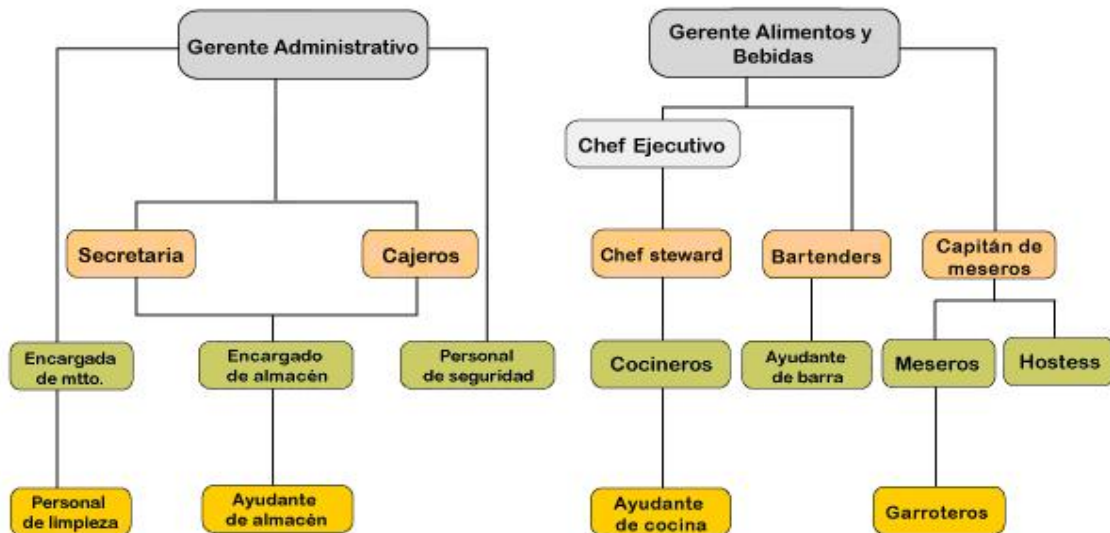 Gerente Administrativo
Gerente Alimentos y
Bebidas
Chef Ejecutivo
Secretaria
Cajeros
Chef steward
Bartenders
Capitán de
meseros
Encargada
de mtto.
Encargado
de almacén
Personal
de seguridad
Cocineros
Ayudante
de barra
Meseros
Hostess
Personal
de limpieza
Ayudante
de almacén
Ayudante
de cocina
Garroteros